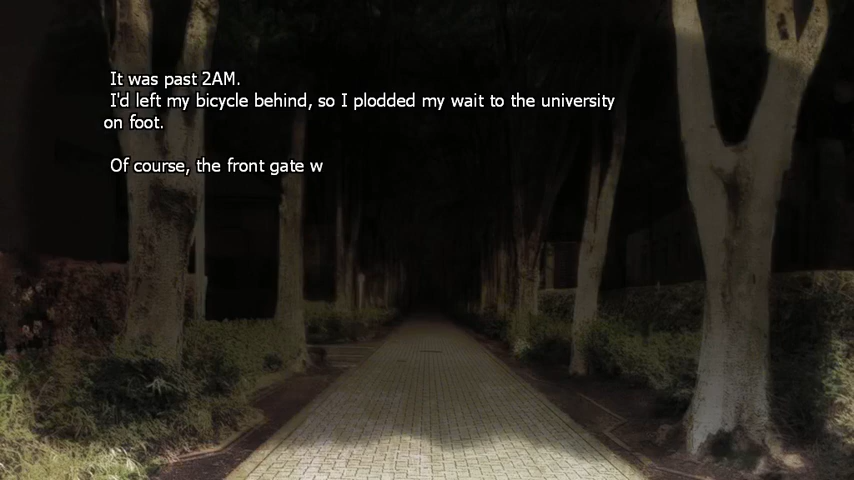 It was past 2AM.
I'd left my bicycle behind, so I plodded my wait to the university
on foot.
Of course, the front gate w